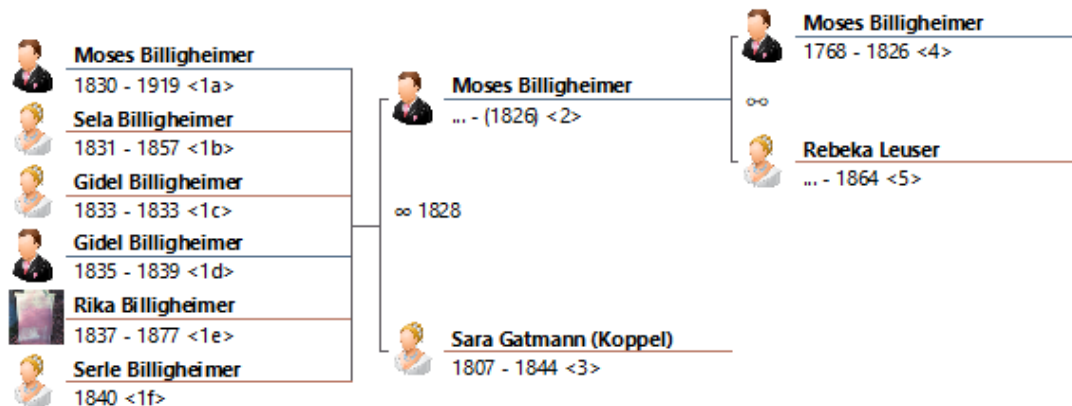 Moses Billigheimer
1830 - 1919 <1a>
Sela Billigheimer
1831 - 1857 <1b>
Gidel Billigheimer
1833 - 1833 <1c>
Gidel Billigheimer
1835 - 1839 <1d>
Rika Billigheimer
1837 - 1877 <1e>
Serle Billigheimer
1840 <1f>
Moses Billigheimer
... - (1826) <2>
∞ 1828
Sara Gatmann (Koppel)
1807 - 1844 <3>
Moses Billigheimer
1768 - 1826 <4>
o-o
Rebeka Leuser
... - 1864 <5>